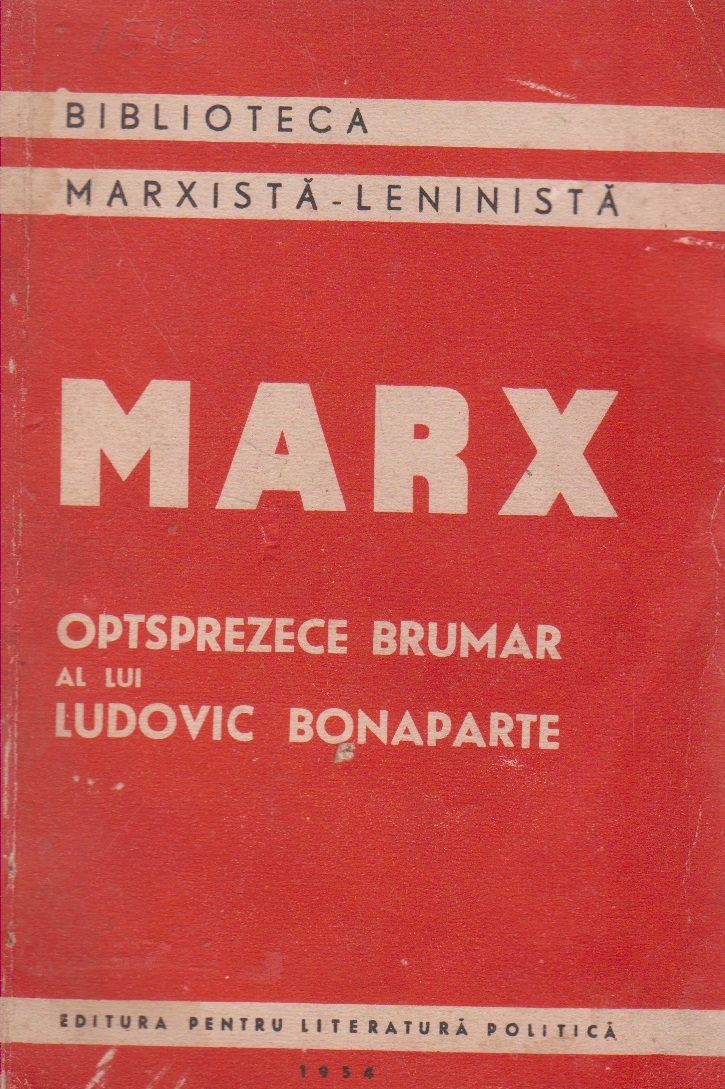 BIBLIOTECA
MARXISTĂ-LENINISTĂ
MARX
OPTSPREZECE BRUMAR
AL LUI
LUDOVIC BONAPARTE
EDITURA PENTRU LITERATURĂ POLITICĂ
1954